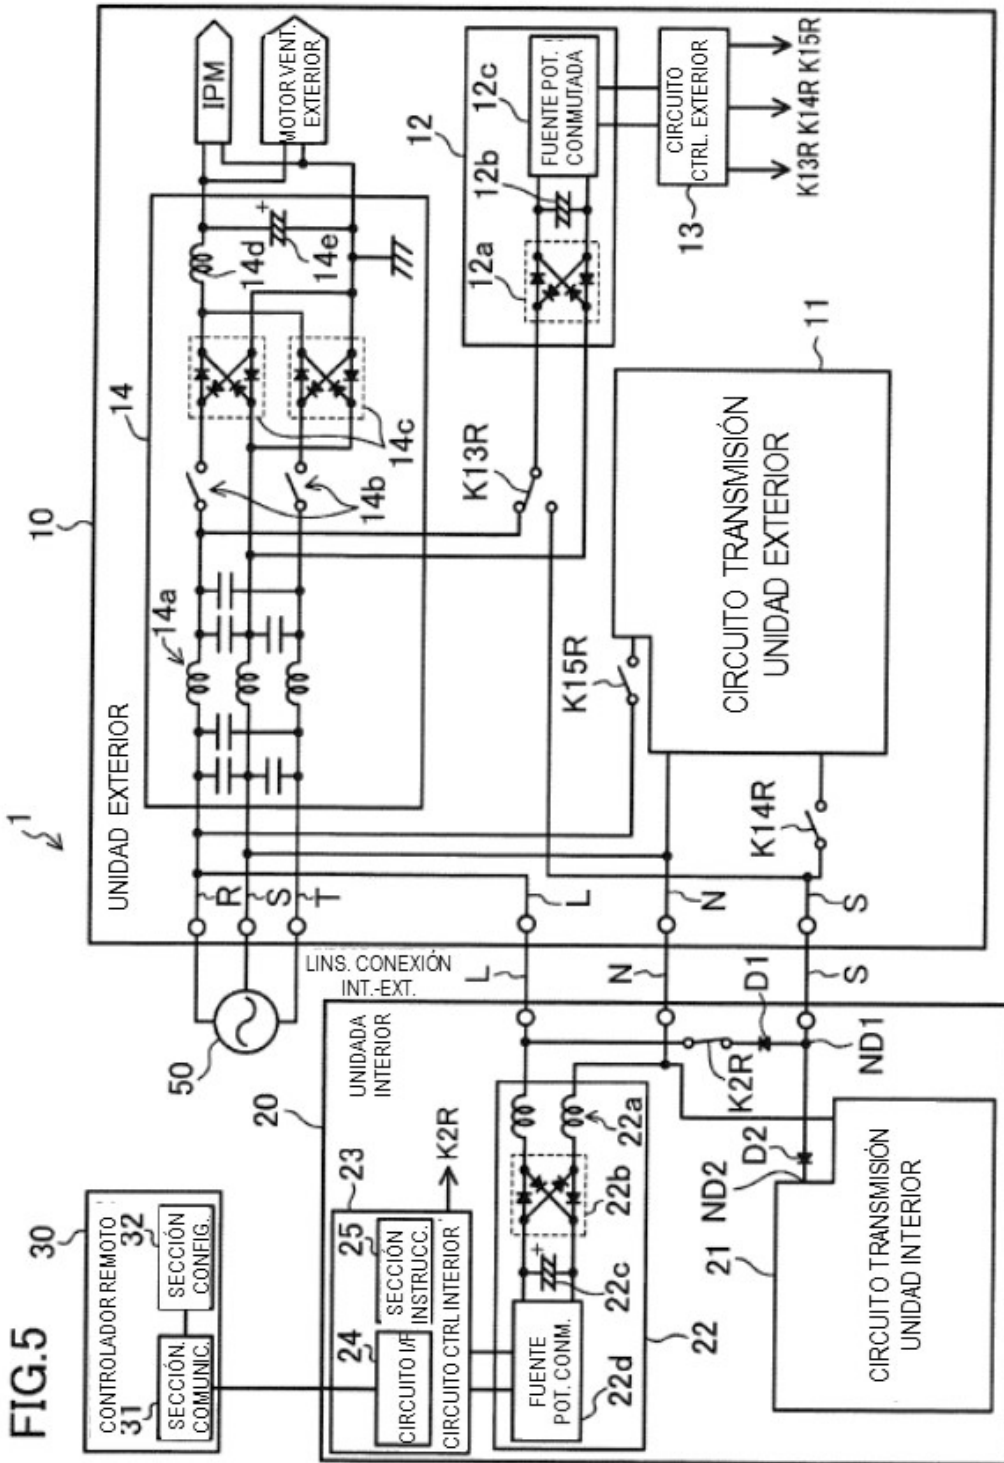 FIG.5
1
30
CONTROLADOR REMOTO
31
SECCIÓN.
COMUNIC.
32
SECCIÓN
CONFIG.
50
R
S
T
LINS. CONEXIÓN
INT.-EXT.
10
UNIDAD EXTERIOR
14
14a
14b
14c
14d
+
14e
IPM
MOTOR VENT.
EXTERIOR
20
UNIDADA
INTERIOR
23
24
CIRCUITO I/F
25
SECCIÓN
INSTRUCC.
CIRCUITO CTRL INTERIOR
K2R
22
22a
22b
+
22c
22d
FUENTE
POT. CONM.
L
L
N
N
S
S
K2R
D1
ND1
D2
ND2
21
CIRCUITO TRANSMISIÓN
UNIDAD INTERIOR
K13R
K15R
K14R
11
CIRCUITO TRANSMISIÓN
UNIDAD EXTERIOR
12
12a
12b
12c
FUENTE POT.
CONMUTADA
13
CIRCUITO
CTRL. EXTERIOR
K13R K14R K15R